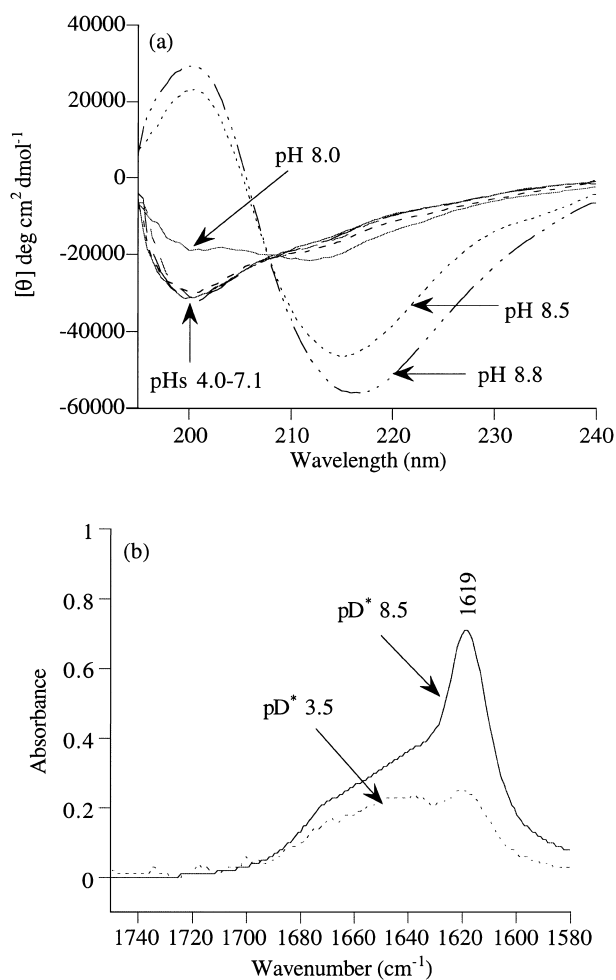 (a)
40000
20000
0
-20000
-40000
-60000
[θ] deg cm² dmol⁻¹
pH 8.0
pH 8.5
pH 8.8
pHs 4.0-7.1
200 210 220 230 240
Wavelength (nm)
(b)
1
0.8
0.6
0.4
0.2
0
Absorbance
1619
pD* 8.5
pD* 3.5
1740 1720 1700 1680 1660 1640 1620 1600 1580
Wavenumber (cm⁻¹)